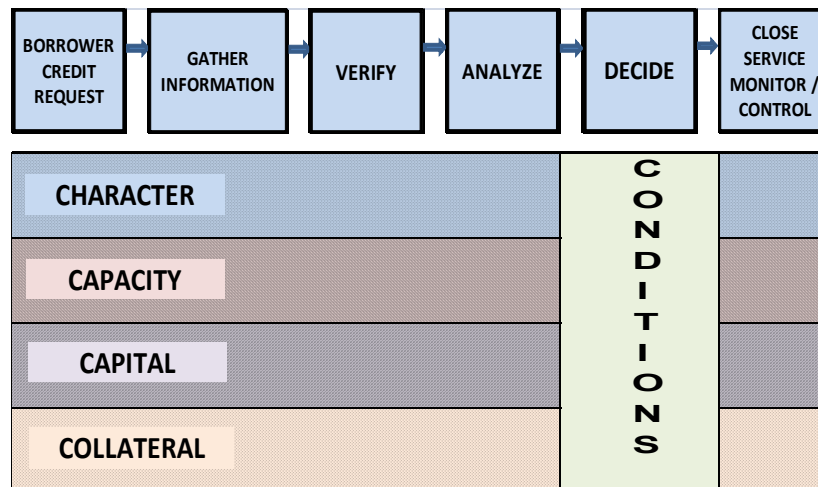 BORROWER
CREDIT
REQUEST
GATHER
INFORMATION
VERIFY
ANALYZE
DECIDE
CLOSE
SERVICE
MONITOR /
CONTROL
CHARACTER
CAPACITY
CAPITAL
COLLATERAL
C
O
N
D
I
T
I
O
N
S